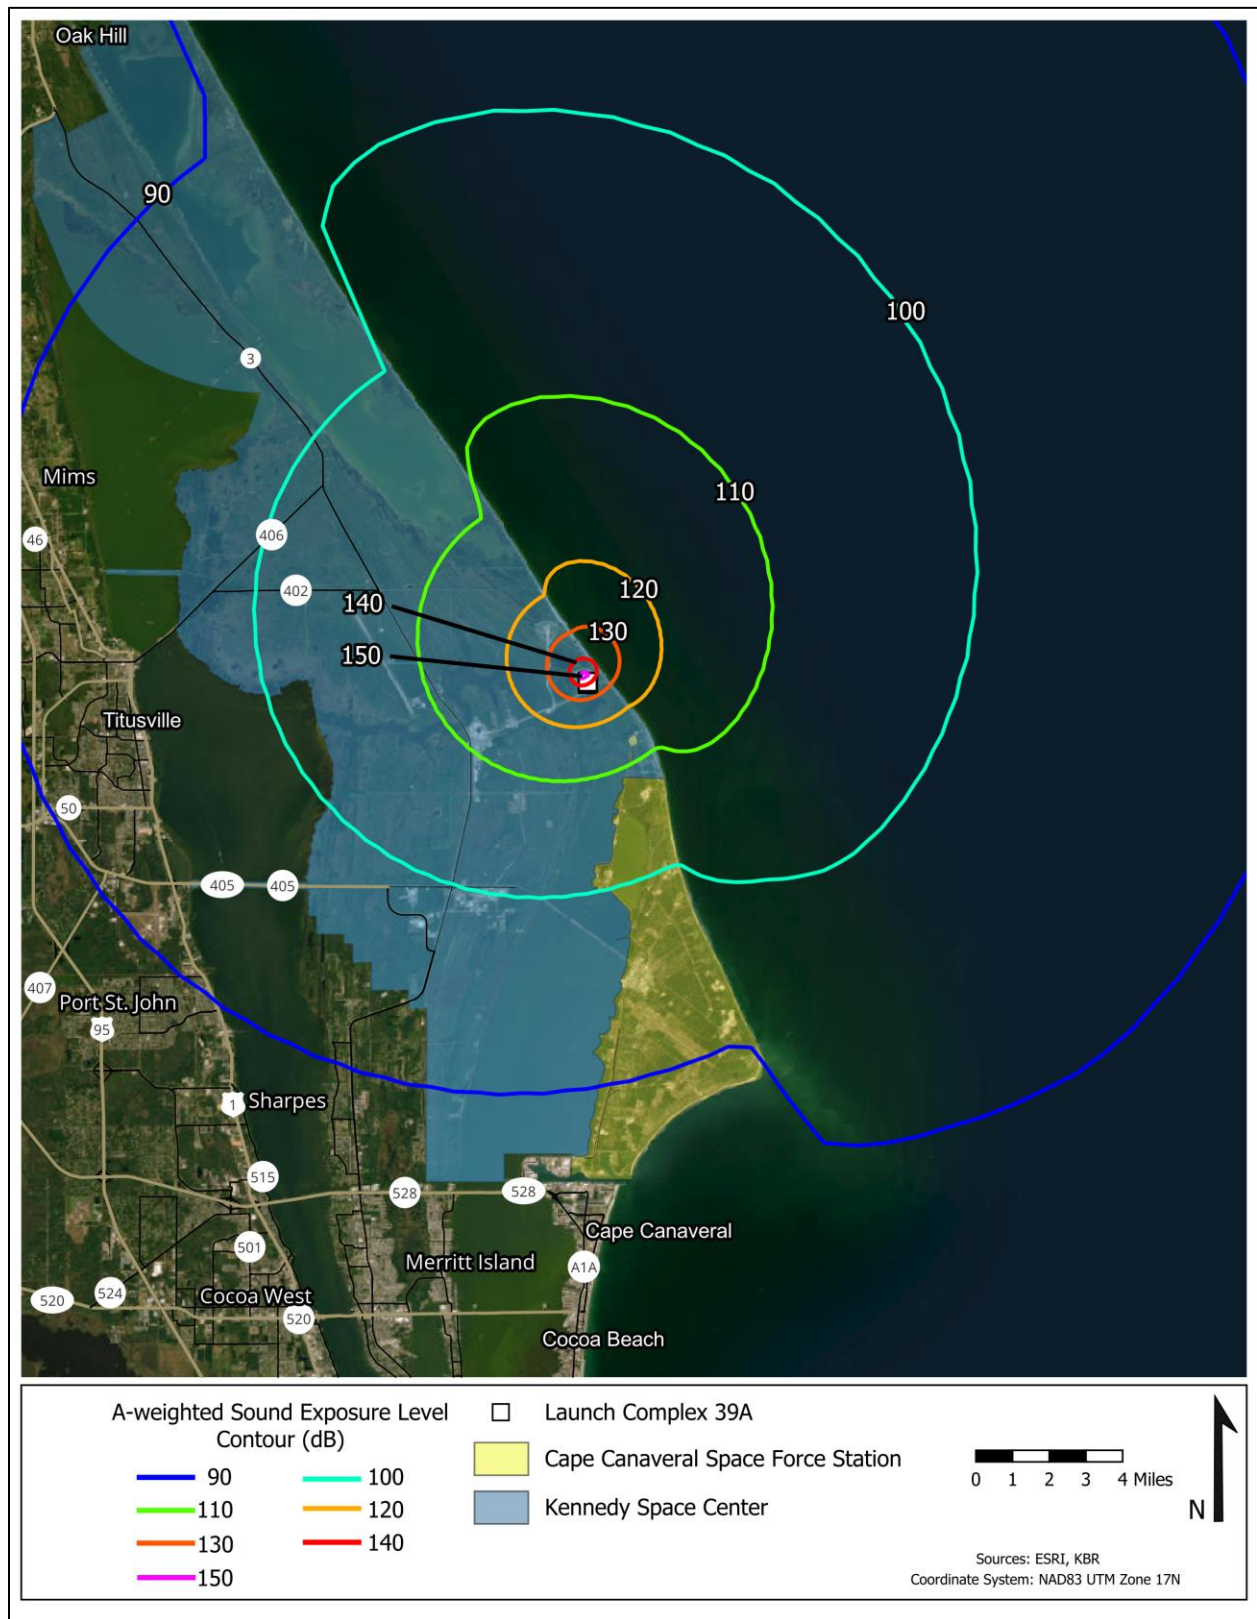 Oak Hill
90
100
3
Mims
110
46
406
402
120
140
130
150
Titusville
50
405
405
407
Port St. John
95
1
Sharpes
515
528
528
Cape Canaveral
501
Merritt Island
A1A
524
520
Cocoa West
520
Cocoa Beach
A-weighted Sound Exposure Level
Contour (dB)
90
100
110
120
130
140
150
Launch Complex 39A
Cape Canaveral Space Force Station
Kennedy Space Center
0 1 2 3 4 Miles
N
Sources: ESRI, KBR
Coordinate System: NAD83 UTM Zone 17N